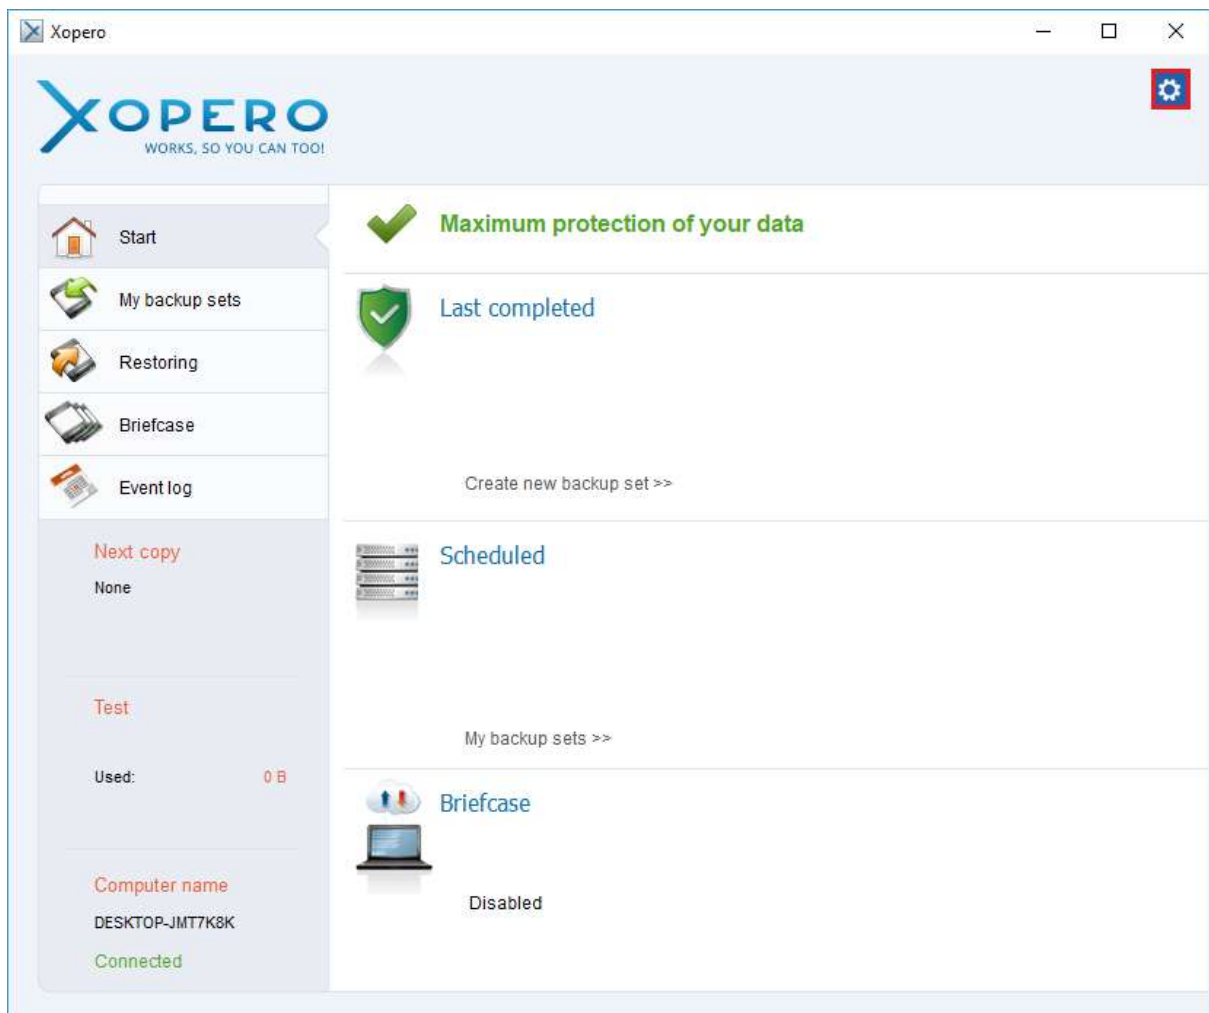 Xopero
XOPERO
WORKS, SO YOU CAN TOO!
Start
My backup sets
Restoring
Briefcase
Event log
Next copy
None
Test
Used: 0 B
Computer name
DESKTOP-JMT7K8K
Connected
Maximum protection of your data
Last completed
Create new backup set >>
Scheduled
My backup sets >>
Briefcase
Disabled